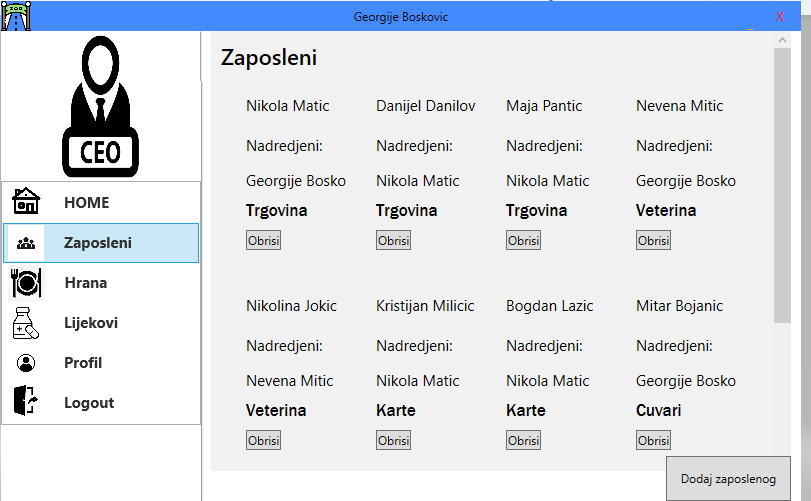 ZOO
Georgije Boskovic
_ X
CEO
HOME
Zaposleni
Hrana
Lijekovi
Profil
Logout
Zaposleni
Nikola Matic Danijel Danilov Maja Pantic Nevena Mitic
Nadredjeni: Nadredjeni: Nadredjeni: Nadredjeni:
Georgije Bosko Nikola Matic Nikola Matic Georgije Bosko
Trgovina Trgovina Trgovina Veterina
Obrisi Obrisi Obrisi Obrisi
Nikolina Jokic Kristijan Milicic Bogdan Lazic Mitar Bojanic
Nadredjeni: Nadredjeni: Nadredjeni: Nadredjeni:
Nevena Mitic Nikola Matic Nikola Matic Georgije Bosko
Veterina Karte Karte Cuvari
Obrisi Obrisi Obrisi Obrisi
Dodaj zaposlenog